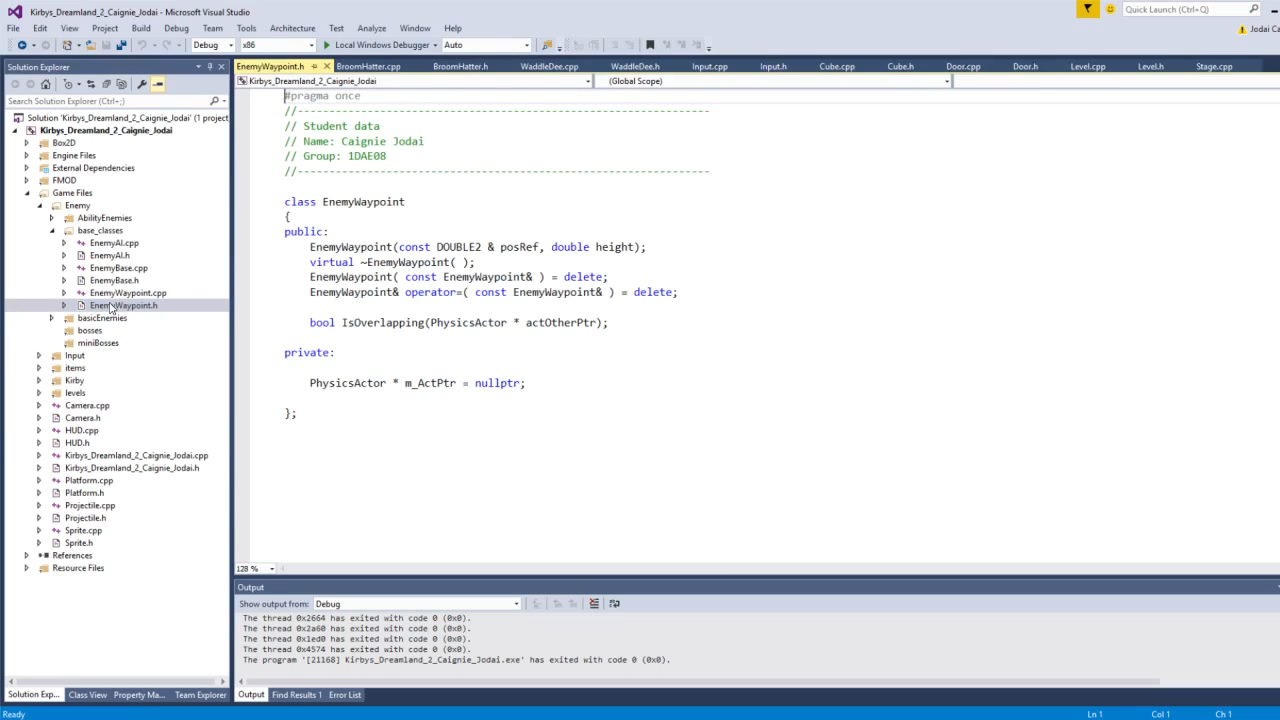 Kirbys_Dreamland_2_Caignie_Jodai - Microsoft Visual Studio
Quick Launch (Ctrl+;)
File Edit View Project Build Debug Team Tools Architecture Test Analyze Window Help
Jodai Ca
Debug x86 Local Windows Debugger Auto
Solution Explorer
EnemyWaypoint.h BroomHatter.cpp BroomHatter.h WaddleDee.cpp WaddleDee.h Input.cpp Input.h Cube.cpp Cube.h Door.cpp Door.h Level.cpp Level.h Stage.cpp
Kirbys_Dreamland_2_Caignie_Jodai (Global Scope)
Search Solution Explorer (Ctrl+;)
Solution 'Kirbys_Dreamland_2_Caignie_Jodai' (1 project
Kirbys_Dreamland_2_Caignie_Jodai
Box2D
Engine Files
External Dependencies
FMOD
Game Files
Enemy
AbilityEnemies
base_classes
EnemyAI.cpp
EnemyAI.h
EnemyBase.cpp
EnemyBase.h
EnemyWaypoint.cpp
EnemyWaypoint.h
basicEnemies
bosses
miniBosses
Input
items
Kirby
levels
Camera.cpp
Camera.h
HUD.cpp
HUD.h
Kirbys_Dreamland_2_Caignie_Jodai.cpp
Kirbys_Dreamland_2_Caignie_Jodai.h
Platform.cpp
Platform.h
Projectile.cpp
Projectile.h
Sprite.cpp
Sprite.h
References
Resource Files
Solution Exp... Class View Property Ma... Team Explorer
#pragma once
//-----------------------------------------------------------------
// Student data
// Name: Caignie Jodai
// Group: 1DAE08
//-----------------------------------------------------------------
class EnemyWaypoint
{
public:
EnemyWaypoint(const DOUBLE2 & posRef, double height);
virtual ~EnemyWaypoint( );
EnemyWaypoint( const EnemyWaypoint& ) = delete;
EnemyWaypoint& operator=( const EnemyWaypoint& ) = delete;
bool IsOverlapping(PhysicsActor * actOtherPtr);
private:
PhysicsActor * m_ActPtr = nullptr;
};
128 %
Output
Show output from: Debug
The thread 0x2664 has exited with code 0 (0x0).
The thread 0x2a60 has exited with code 0 (0x0).
The thread 0x1ed0 has exited with code 0 (0x0).
The thread 0x4574 has exited with code 0 (0x0).
The program '[21168] Kirbys_Dreamland_2_Caignie_Jodai.exe' has exited with code 0 (0x0).
Output Find Results 1 Error List
Ready Ln 1 Col 1 Ch 1